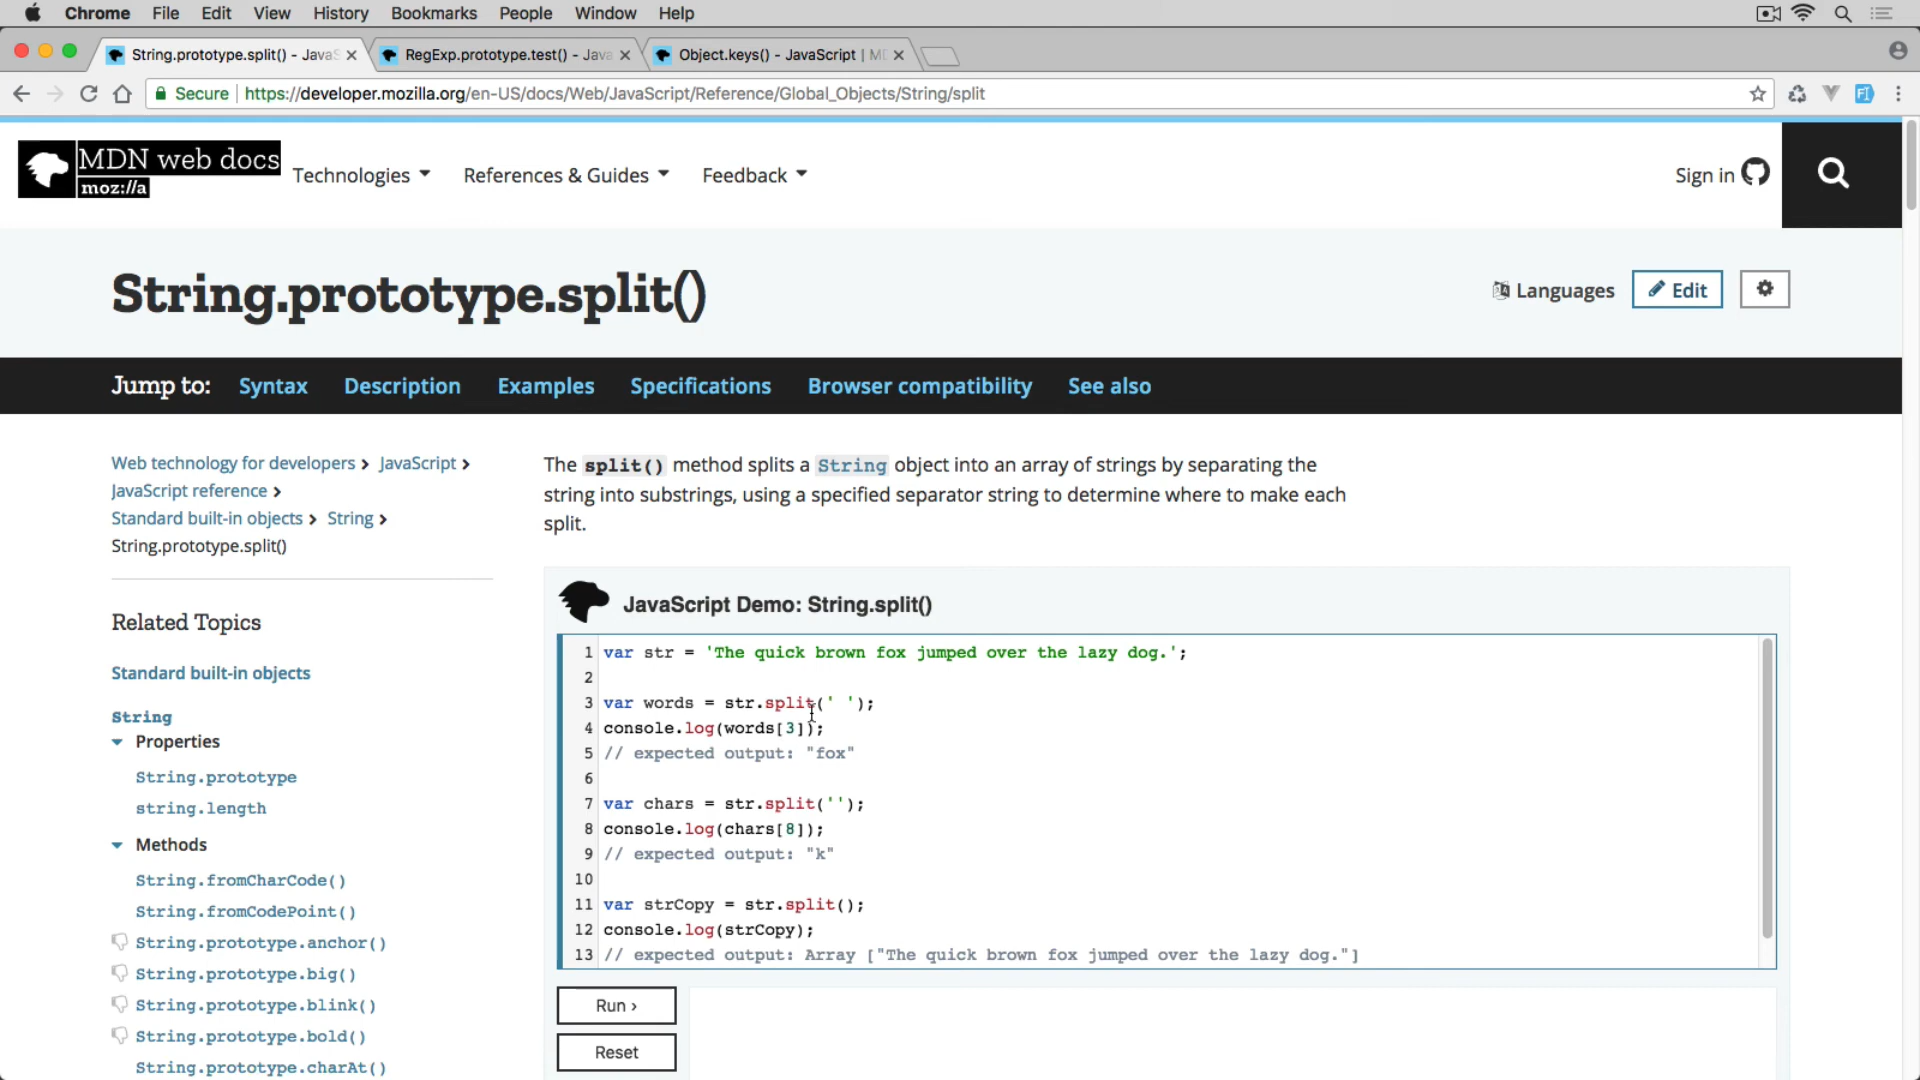 Chrome File Edit View History Bookmarks People Window Help
String.prototype.split() - Java
RegExp.prototype.test() - Java
Object.keys() - JavaScript | M
Secure https://developer.mozilla.org/en-US/docs/Web/JavaScript/Reference/Global_Objects/String/split
MDN web docs
moz://a
Technologies
References & Guides
Feedback
Sign in
String.prototype.split()
Languages
Edit
Jump to: Syntax Description Examples Specifications Browser compatibility See also
Web technology for developers › JavaScript ›
JavaScript reference ›
Standard built-in objects › String ›
String.prototype.split()
Related Topics
Standard built-in objects
String
Properties
String.prototype
string.length
Methods
String.fromCharCode()
String.fromCodePoint()
String.prototype.anchor()
String.prototype.big()
String.prototype.blink()
String.prototype.bold()
String.prototype.charAt()
The split() method splits a String object into an array of strings by separating the
string into substrings, using a specified separator string to determine where to make each
split.
JavaScript Demo: String.split()
1 var str = 'The quick brown fox jumped over the lazy dog.';
2
3 var words = str.split(' ');
4 console.log(words[3]);
5 // expected output: "fox"
6
7 var chars = str.split('');
8 console.log(chars[8]);
9 // expected output: "k"
10
11 var strCopy = str.split();
12 console.log(strCopy);
13 // expected output: Array ["The quick brown fox jumped over the lazy dog."]
Run ›
Reset